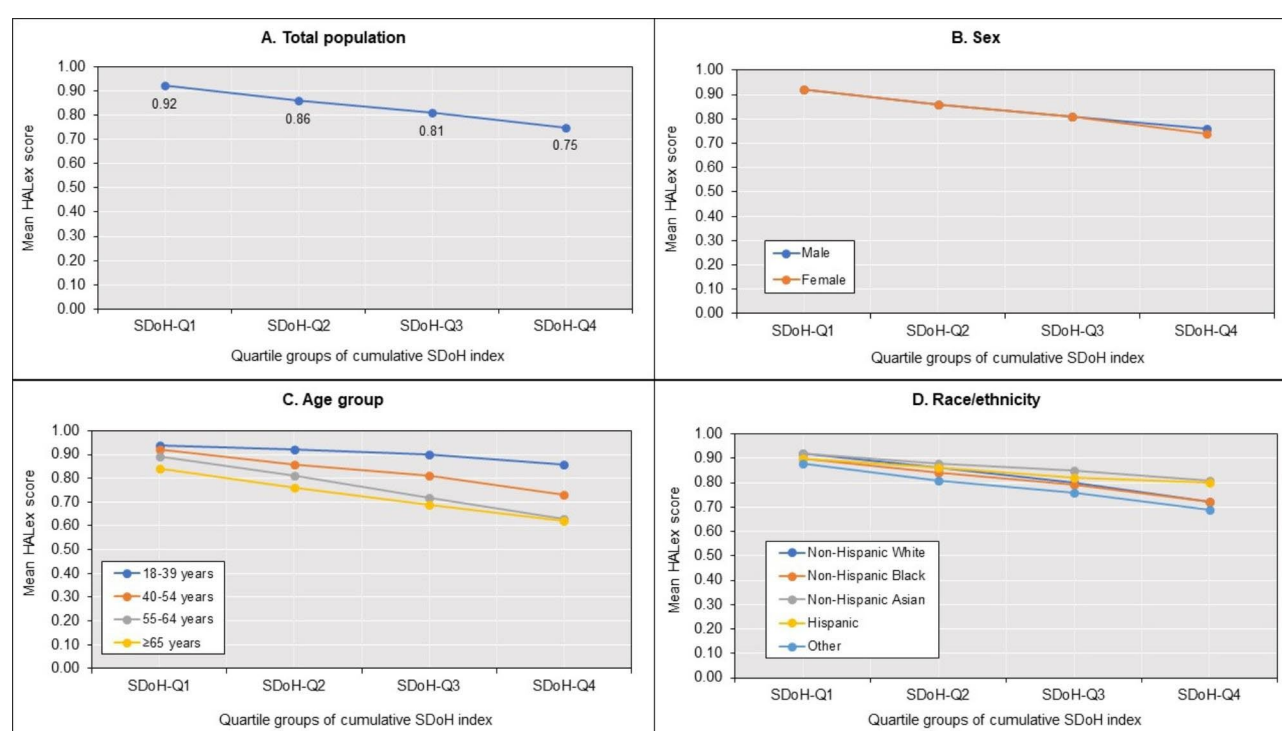 A. Total population
Mean HALex score
1.00
0.90
0.80
0.70
0.60
0.50
0.40
0.30
0.20
0.10
0.00
0.92
0.86
0.81
0.75
SDoH-Q1 SDoH-Q2 SDoH-Q3 SDoH-Q4
Quartile groups of cumulative SDoH index
B. Sex
Mean HALex score
1.00
0.90
0.80
0.70
0.60
0.50
0.40
0.30
0.20
0.10
0.00
Male
Female
SDoH-Q1 SDoH-Q2 SDoH-Q3 SDoH-Q4
Quartile groups of cumulative SDoH index
C. Age group
Mean HALex score
1.00
0.90
0.80
0.70
0.60
0.50
0.40
0.30
0.20
0.10
0.00
18-39 years
40-54 years
55-64 years
≥65 years
SDoH-Q1 SDoH-Q2 SDoH-Q3 SDoH-Q4
Quartile groups of cumulative SDoH index
D. Race/ethnicity
Mean HALex score
1.00
0.90
0.80
0.70
0.60
0.50
0.40
0.30
0.20
0.10
0.00
Non-Hispanic White
Non-Hispanic Black
Non-Hispanic Asian
Hispanic
Other
SDoH-Q1 SDoH-Q2 SDoH-Q3 SDoH-Q4
Quartile groups of cumulative SDoH index